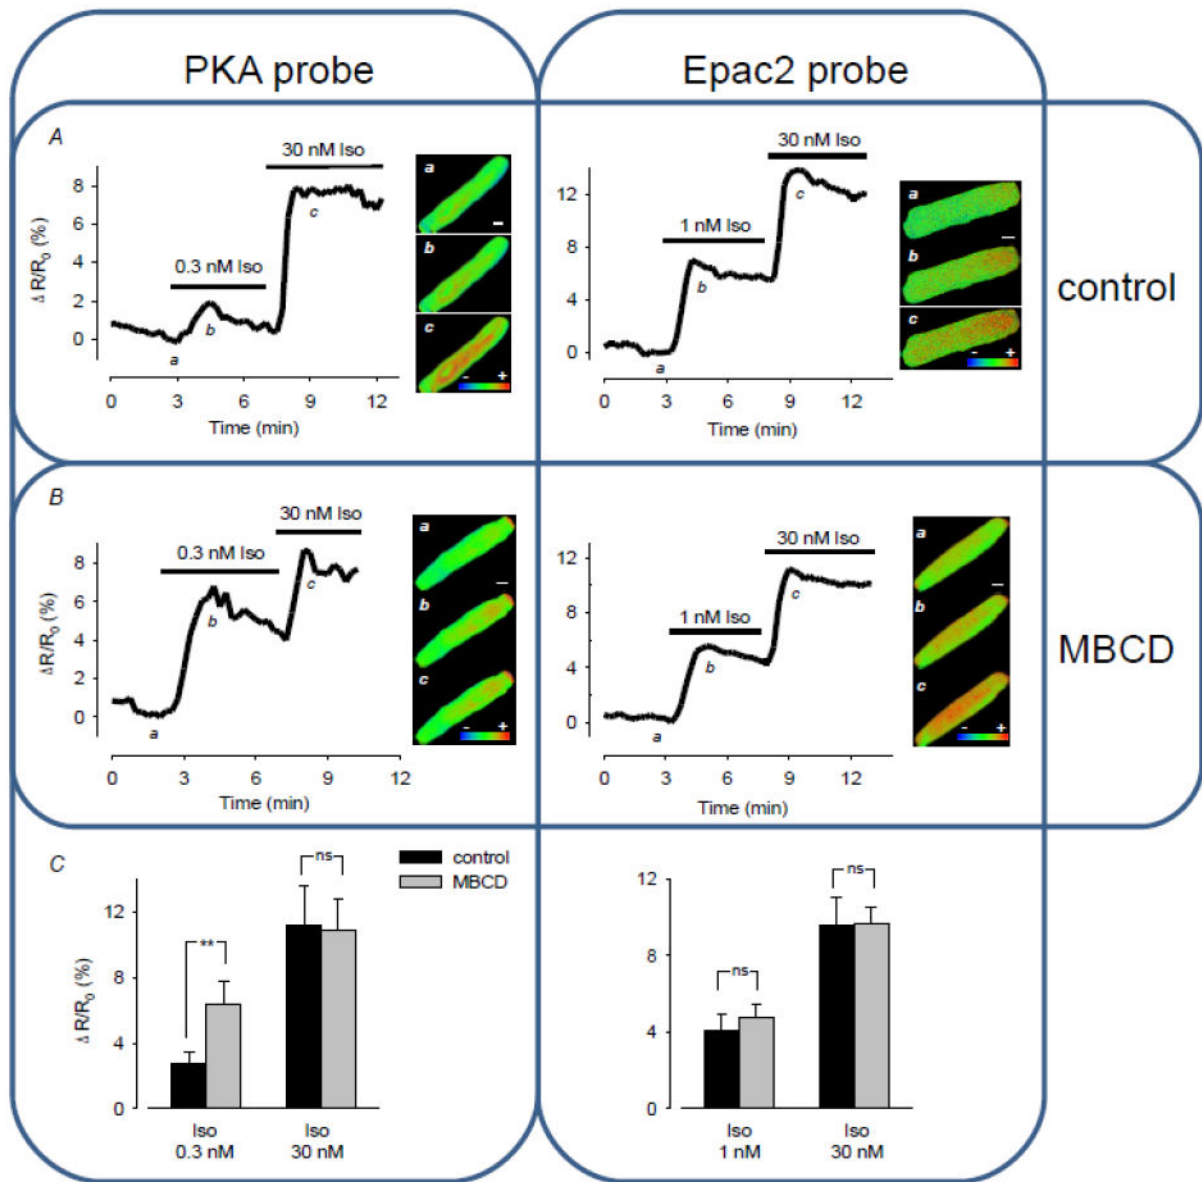 PKA probe
Epac2 probe
A
30 nM Iso
0.3 nM Iso
Δ R/R0 (%)
8
6
4
2
0
a
b
c
a
b
c
- +
0 3 6 9 12
Time (min)
30 nM Iso
1 nM Iso
12
8
4
0
a
b
c
a
b
c
- +
0 3 6 9 12
Time (min)
control
B
30 nM Iso
0.3 nM Iso
ΔR/R0 (%)
8
6
4
2
0
a
b
c
a
b
c
- +
0 3 6 9 12
Time (min)
30 nM Iso
1 nM Iso
12
8
4
0
a
b
c
a
b
c
- +
0 3 6 9 12
Time (min)
MBCD
C
control
MBCD
Δ R/R0 (%)
12
8
4
0
**
ns
Iso Iso
0.3 nM 30 nM
12
8
4
0
ns
ns
Iso Iso
1 nM 30 nM